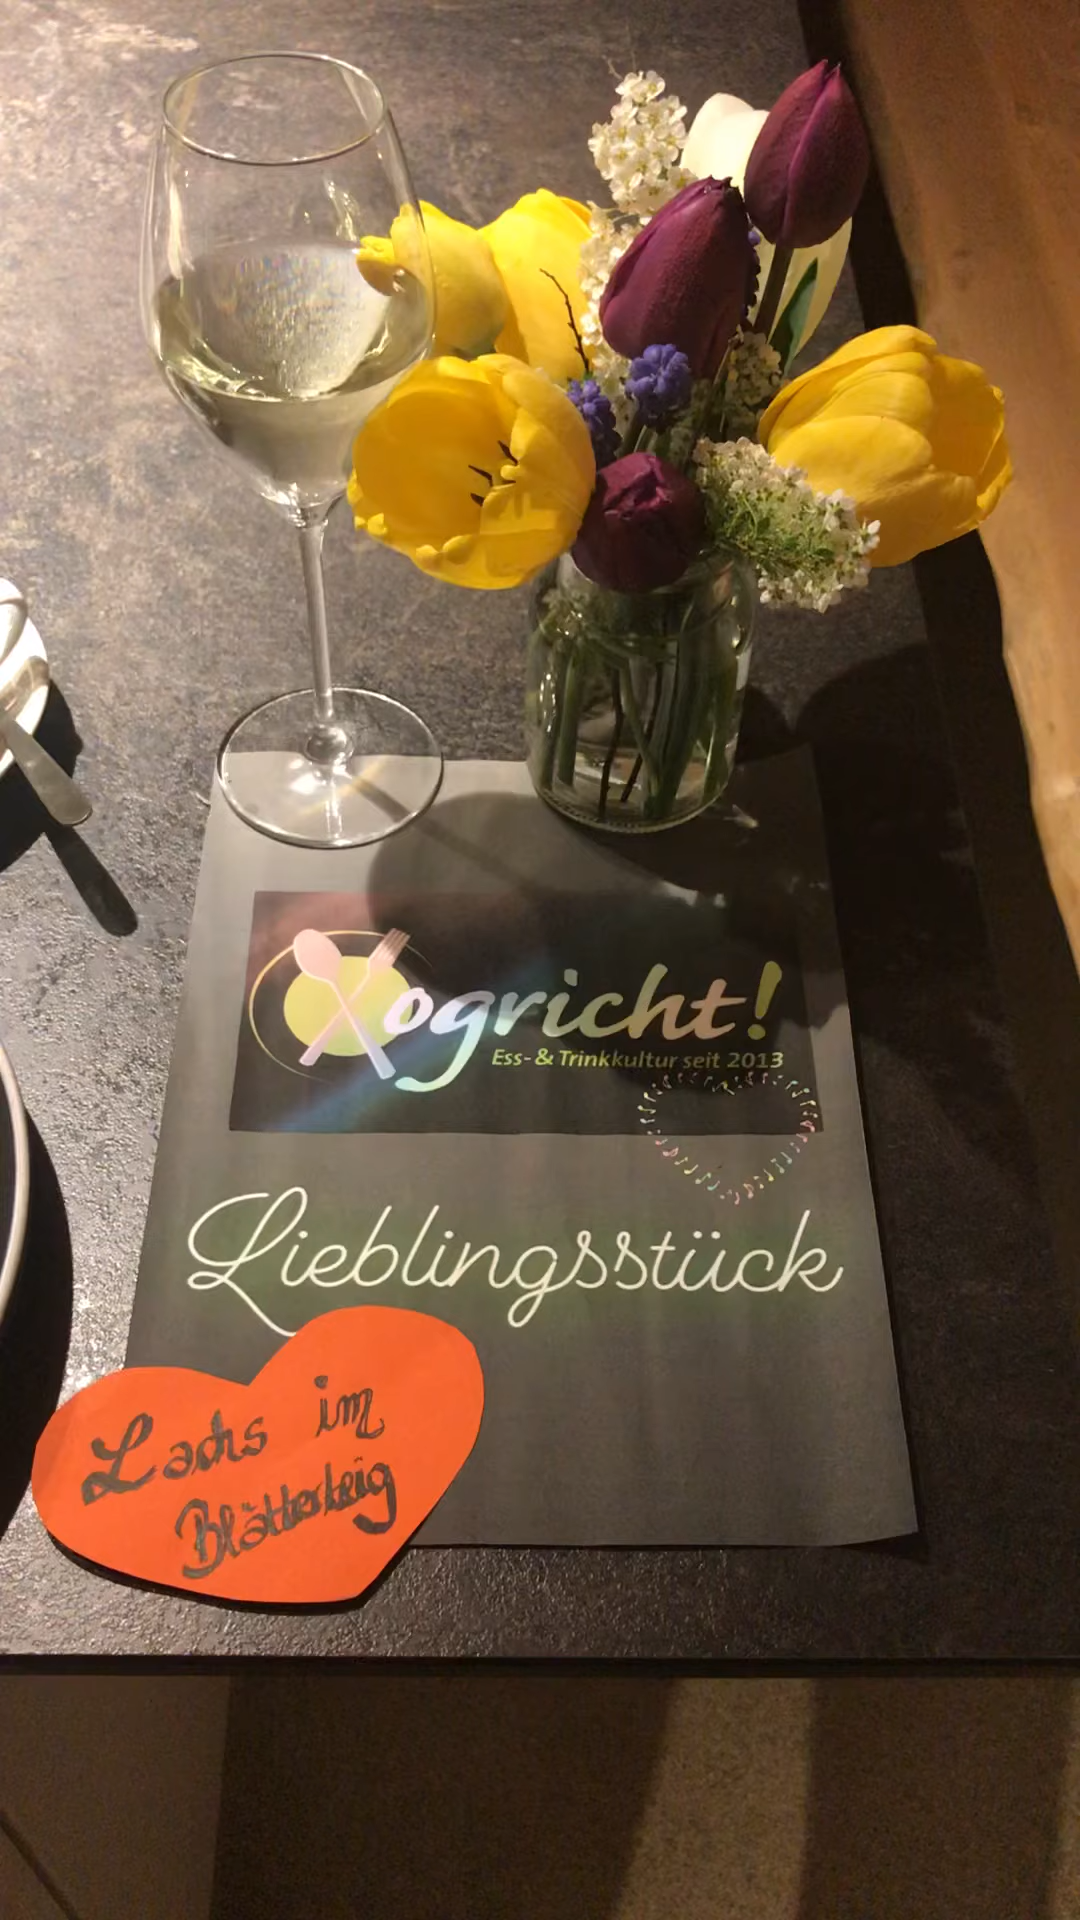 Xogricht!
Ess- & Trinkkultur seit 2013
Lieblingsstück
Lachs im
Blätterteig